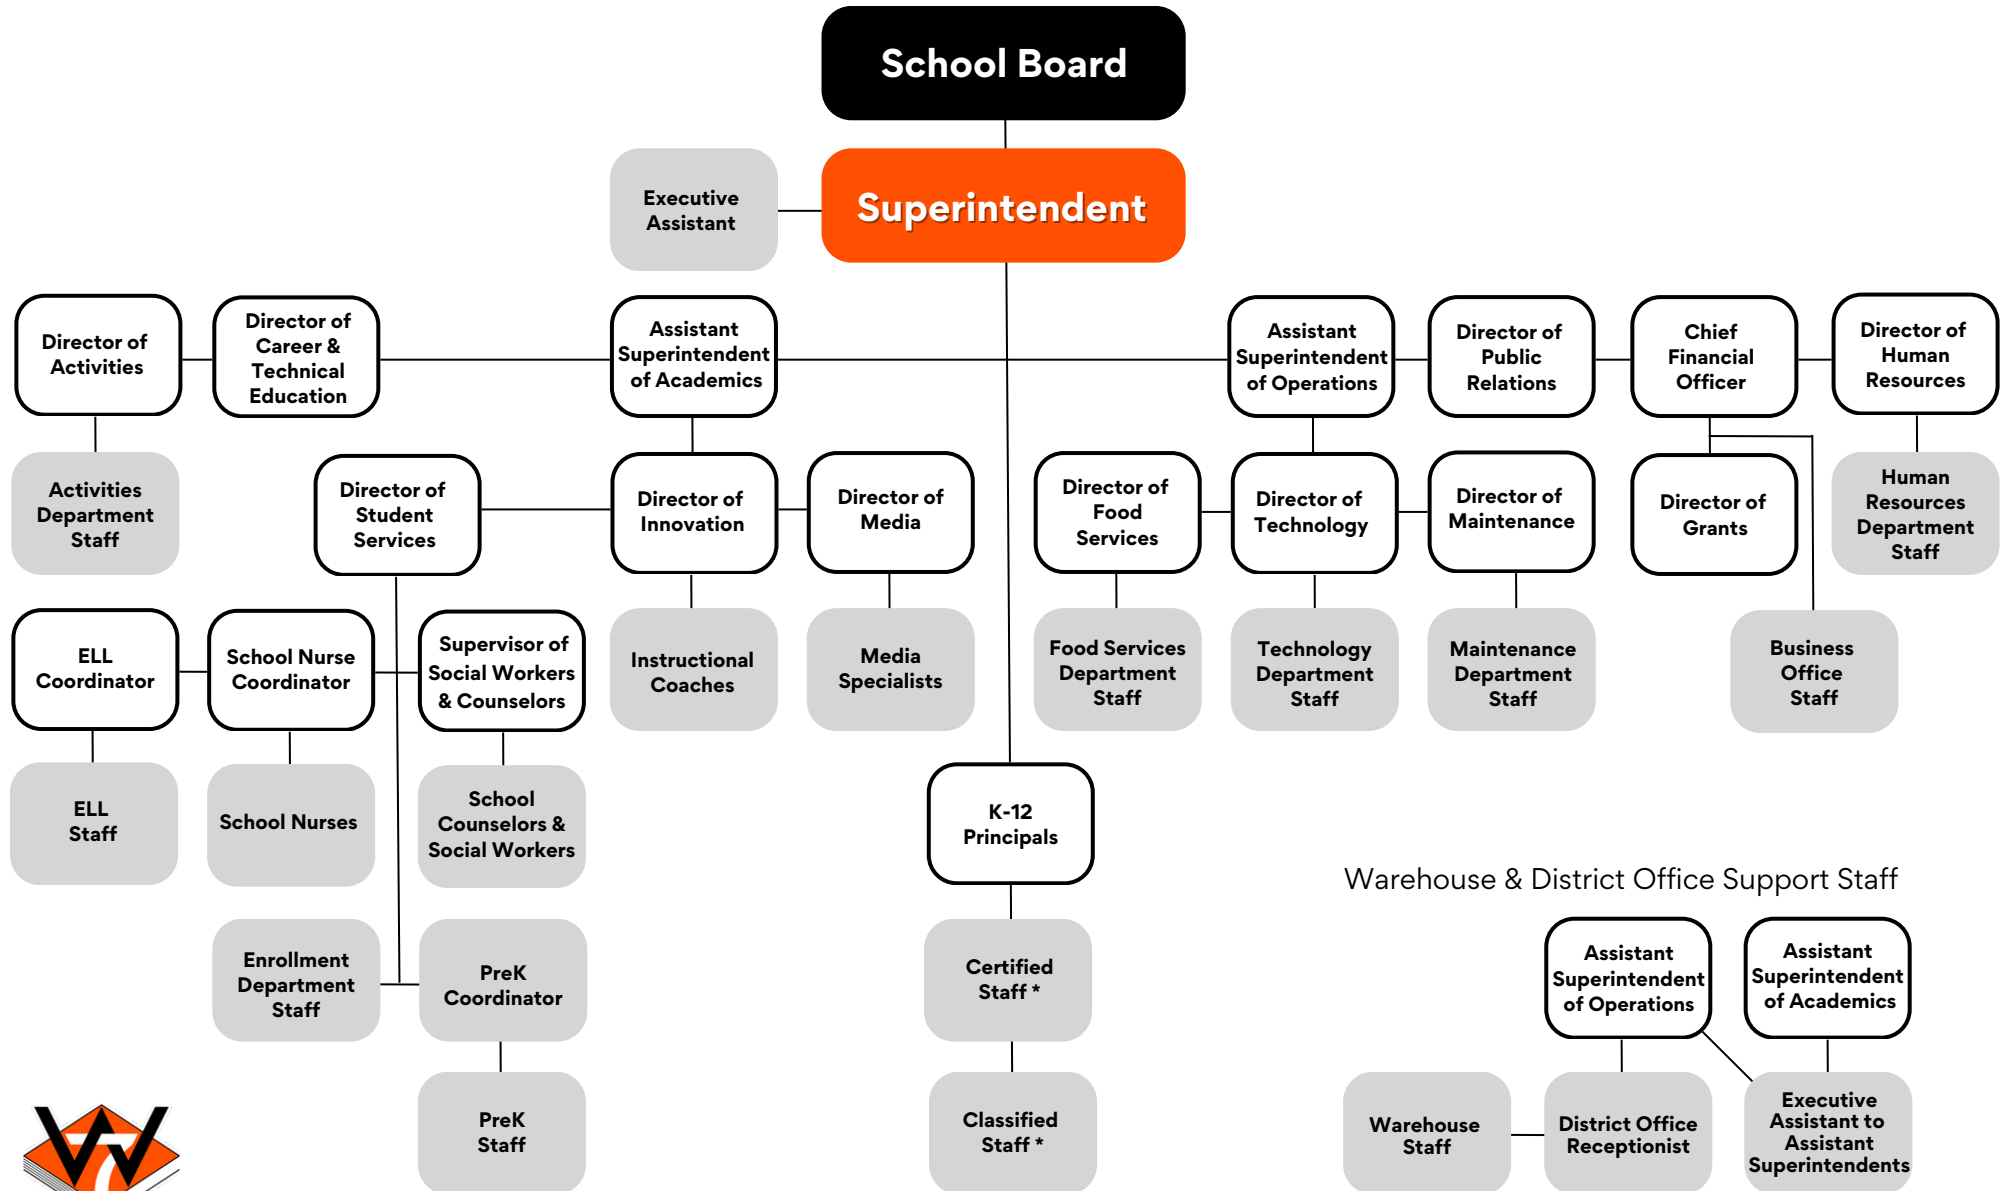 School Board
Executive
Assistant
Superintendent
Director of
Activities
Director of
Career &
Technical
Education
Assistant
Superintendent
of Academics
Assistant
Superintendent
of Operations
Director of
Public
Relations
Chief
Financial
Officer
Director of
Human
Resources
Activities
Department
Staff
Director of
Student
Services
Director of
Innovation
Director of
Media
Director of
Food
Services
Director of
Technology
Director of
Maintenance
Director of
Grants
Human
Resources
Department
Staff
ELL
Coordinator
School Nurse
Coordinator
Supervisor of
Social Workers
& Counselors
Instructional
Coaches
Media
Specialists
Food Services
Department
Staff
Technology
Department
Staff
Maintenance
Department
Staff
Business
Office
Staff
ELL
Staff
School Nurses
School
Counselors &
Social Workers
K-12
Principals
Warehouse & District Office Support Staff
Enrollment
Department
Staff
PreK
Coordinator
Certified
Staff *
Assistant
Superintendent
of Operations
Assistant
Superintendent
of Academics
PreK
Staff
Classified
Staff *
Warehouse
Staff
District Office
Receptionist
Executive
Assistant to
Assistant
Superintendents
W
7